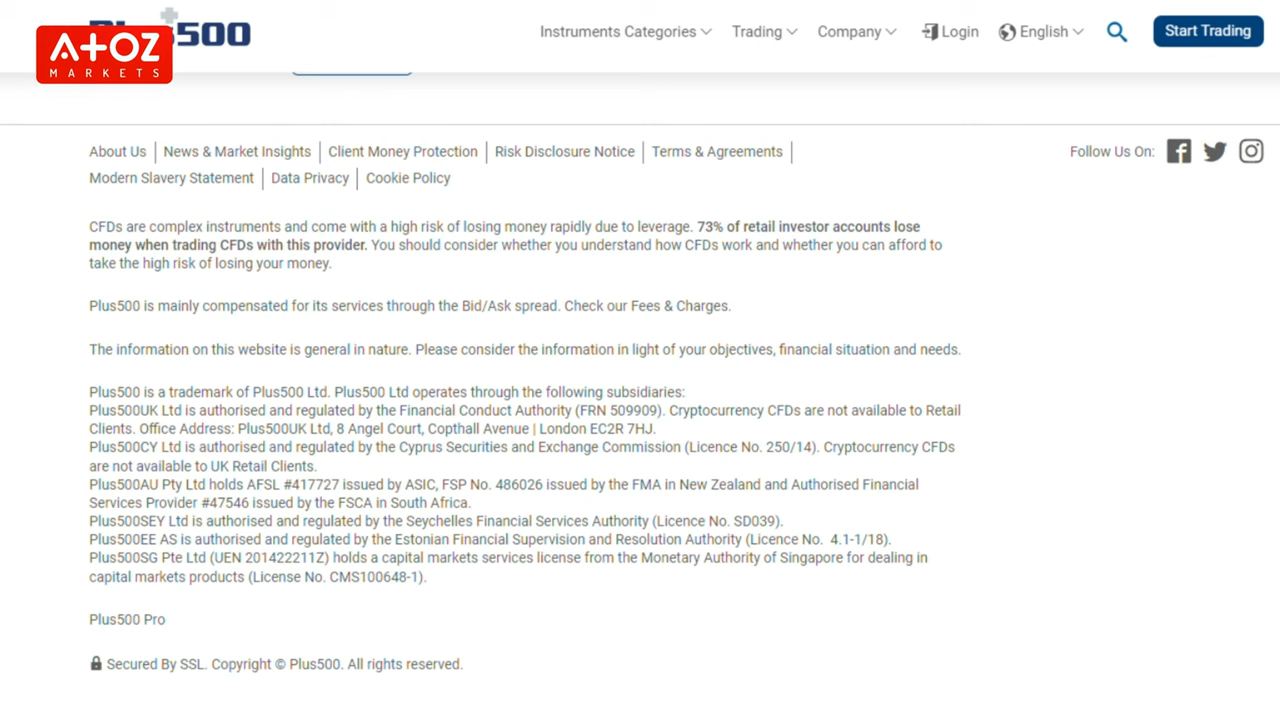 500
A+OZ
MARKETS
Instruments Categories
Trading
Company
Login
English
Start Trading
About Us
News & Market Insights
Client Money Protection
Risk Disclosure Notice
Terms & Agreements
Follow Us On:
Modern Slavery Statement
Data Privacy
Cookie Policy
CFDs are complex instruments and come with a high risk of losing money rapidly due to leverage. 73% of retail investor accounts lose
money when trading CFDs with this provider. You should consider whether you understand how CFDs work and whether you can afford to
take the high risk of losing your money.
Plus500 is mainly compensated for its services through the Bid/Ask spread. Check our Fees & Charges.
The information on this website is general in nature. Please consider the information in light of your objectives, financial situation and needs.
Plus500 is a trademark of Plus500 Ltd. Plus500 Ltd operates through the following subsidiaries:
Plus500UK Ltd is authorised and regulated by the Financial Conduct Authority (FRN 509909). Cryptocurrency CFDs are not available to Retail
Clients. Office Address: Plus500UK Ltd, 8 Angel Court, Copthall Avenue | London EC2R 7HJ.
Plus500CY Ltd is authorised and regulated by the Cyprus Securities and Exchange Commission (Licence No. 250/14). Cryptocurrency CFDs
are not available to UK Retail Clients.
Plus500AU Pty Ltd holds AFSL #417727 issued by ASIC, FSP No. 486026 issued by the FMA in New Zealand and Authorised Financial
Services Provider #47546 issued by the FSCA in South Africa.
Plus500SEY Ltd is authorised and regulated by the Seychelles Financial Services Authority (Licence No. SD039).
Plus500EE AS is authorised and regulated by the Estonian Financial Supervision and Resolution Authority (Licence No. 4.1-1/18).
Plus500SG Pte Ltd (UEN 201422211Z) holds a capital markets services license from the Monetary Authority of Singapore for dealing in
capital markets products (License No. CMS100648-1).
Plus500 Pro
Secured By SSL. Copyright © Plus500. All rights reserved.